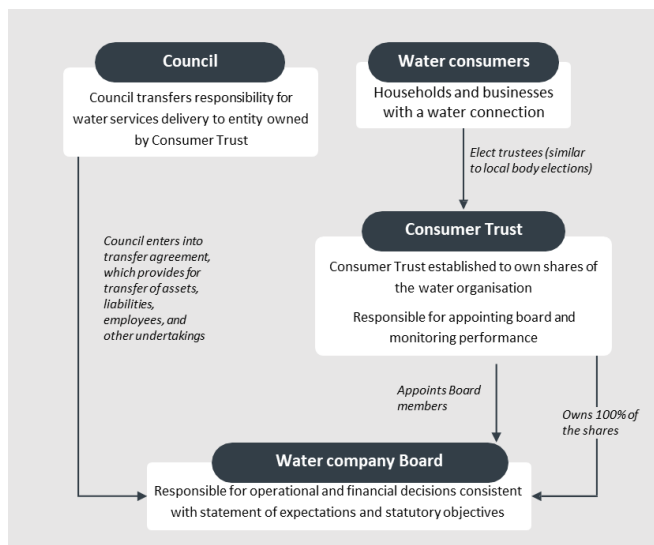 Council
Council transfers responsibility for
water services delivery to entity owned
by Consumer Trust
Water consumers
Households and businesses
with a water connection
Elect trustees (similar
to local body elections)
Consumer Trust
Consumer Trust established to own shares of
the water organisation
Responsible for appointing board and
monitoring performance
Council enters into
transfer agreement,
which provides for
transfer of assets,
liabilities,
employees, and
other undertakings
Appoints Board
members
Owns 100% of
the shares
Water company Board
Responsible for operational and financial decisions consistent
with statement of expectations and statutory objectives